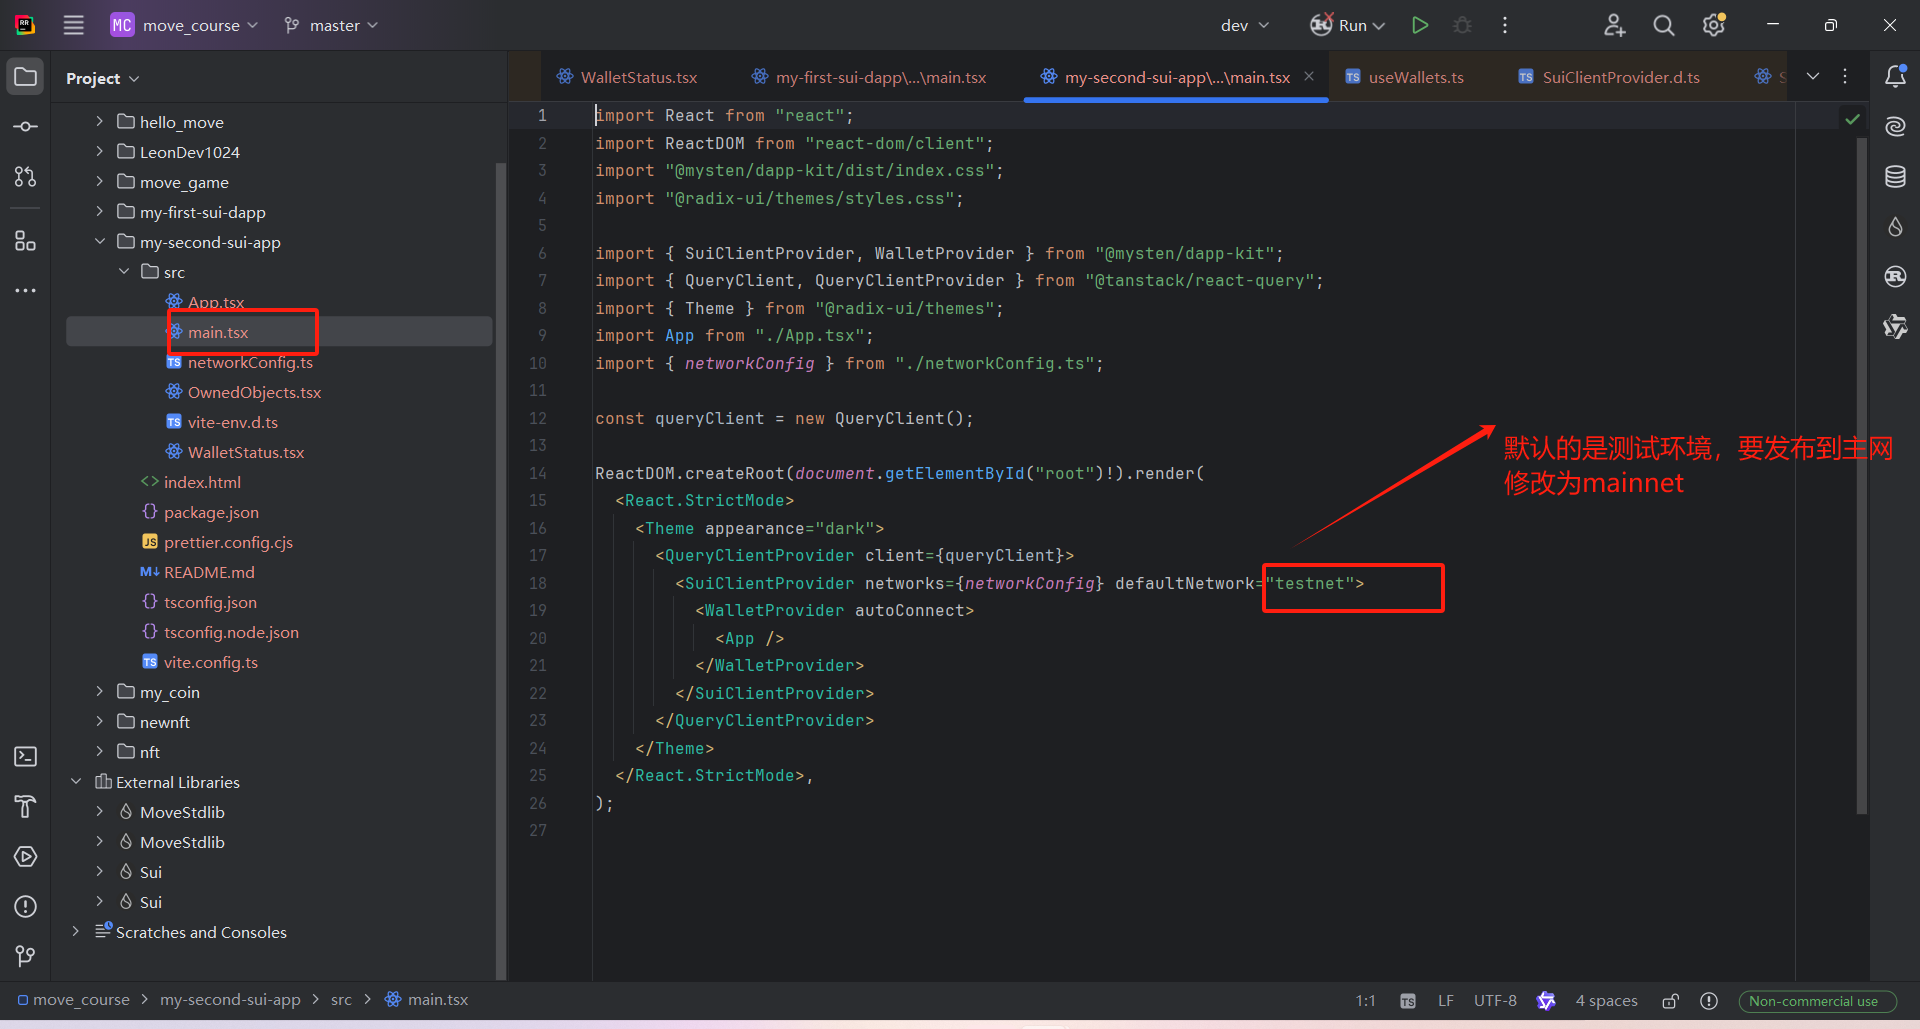 MC move_course master dev Run
Project
WalletStatus.tsx my-first-sui-dapp\...\main.tsx my-second-sui-app\...\main.tsx useWallets.ts SuiClientProvider.d.ts
hello_move
LeonDev1024
move_game
my-first-sui-dapp
my-second-sui-app
src
App.tsx
main.tsx
networkConfig.ts
OwnedObjects.tsx
vite-env.d.ts
WalletStatus.tsx
index.html
package.json
prettier.config.cjs
README.md
tsconfig.json
tsconfig.node.json
vite.config.ts
my_coin
newnft
nft
External Libraries
MoveStdlib
MoveStdlib
Sui
Sui
Scratches and Consoles
1 import React from "react";
2 import ReactDOM from "react-dom/client";
3 import "@mysten/dapp-kit/dist/index.css";
4 import "@radix-ui/themes/styles.css";
5
6 import { SuiClientProvider, WalletProvider } from "@mysten/dapp-kit";
7 import { QueryClient, QueryClientProvider } from "@tanstack/react-query";
8 import { Theme } from "@radix-ui/themes";
9 import App from "./App.tsx";
10 import { networkConfig } from "./networkConfig.ts";
11
12 const queryClient = new QueryClient();
13
14 ReactDOM.createRoot(document.getElementById("root")!).render(
15 <React.StrictMode>
16 <Theme appearance="dark">
17 <QueryClientProvider client={queryClient}>
18 <SuiClientProvider networks={networkConfig} defaultNetwork="testnet">
19 <WalletProvider autoConnect>
20 <App />
21 </WalletProvider>
22 </SuiClientProvider>
23 </QueryClientProvider>
24 </Theme>
25 </React.StrictMode>,
26 );
27
默认的是测试环境，要发布到主网
修改为mainnet
move_course > my-second-sui-app > src > main.tsx
1:1 LF UTF-8 4 spaces Non-commercial use